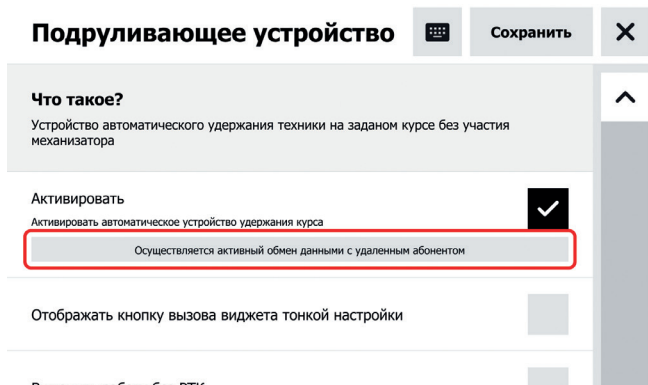 Подруливающее устройство
Сохранить
Что такое?
Устройство автоматического удержания техники на заданом курсе без участия
механизатора
Активировать
Активировать автоматическое устройство удержания курса
Осуществляется активный обмен данными с удаленным абонентом
Отображать кнопку вызова виджета тонкой настройки